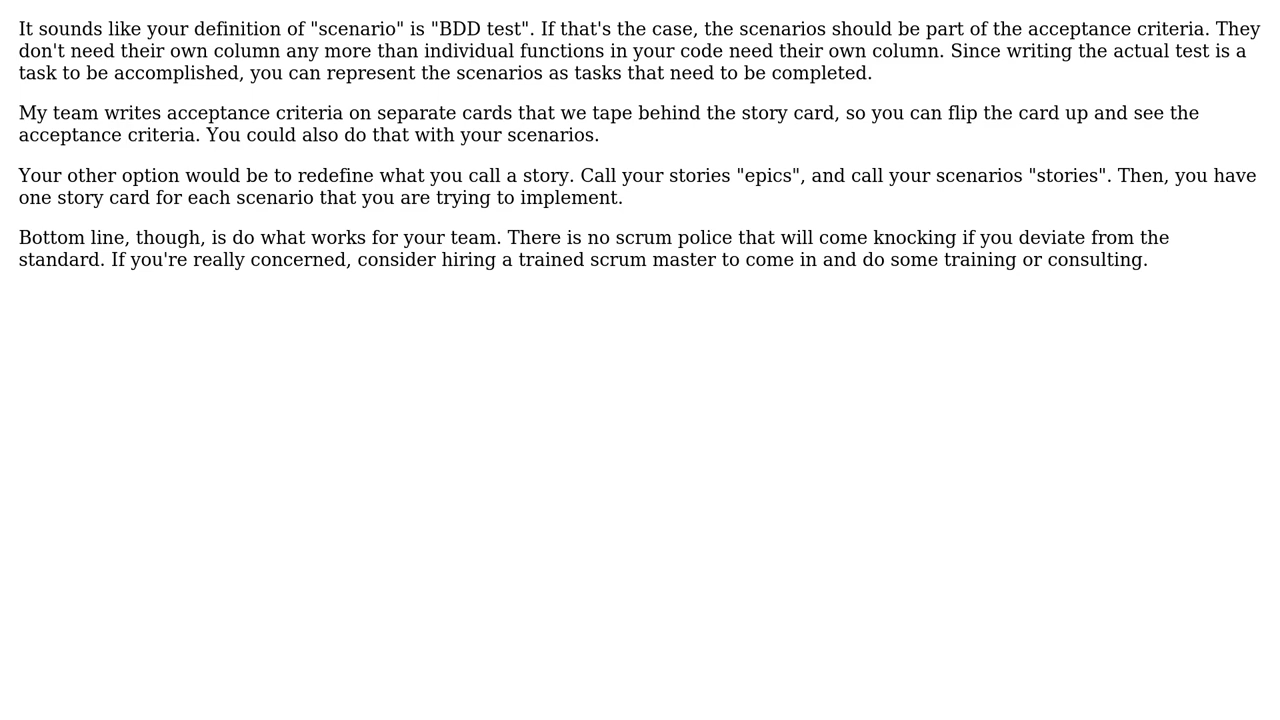 It sounds like your definition of "scenario" is "BDD test". If that's the case, the scenarios should be part of the acceptance criteria. They
don't need their own column any more than individual functions in your code need their own column. Since writing the actual test is a
task to be accomplished, you can represent the scenarios as tasks that need to be completed.
My team writes acceptance criteria on separate cards that we tape behind the story card, so you can flip the card up and see the
acceptance criteria. You could also do that with your scenarios.
Your other option would be to redefine what you call a story. Call your stories "epics", and call your scenarios "stories". Then, you have
one story card for each scenario that you are trying to implement.
Bottom line, though, is do what works for your team. There is no scrum police that will come knocking if you deviate from the
standard. If you're really concerned, consider hiring a trained scrum master to come in and do some training or consulting.